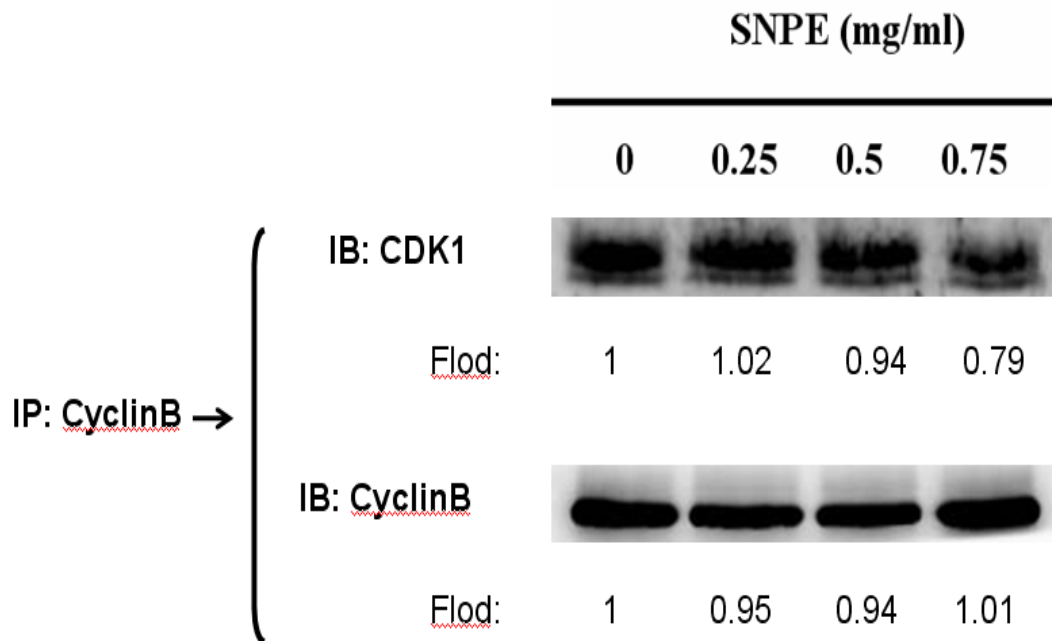 SNPE (mg/ml)
0 0.25 0.5 0.75
IB: CDK1
Flod: 1 1.02 0.94 0.79
IP: CyclinB →
IB: CyclinB
Flod: 1 0.95 0.94 1.01